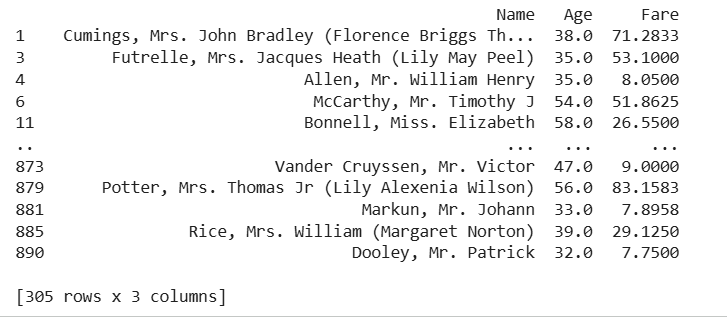 Name Age Fare
1 Cumings, Mrs. John Bradley (Florence Briggs Th... 38.0 71.2833
3 Futrelle, Mrs. Jacques Heath (Lily May Peel) 35.0 53.1000
4 Allen, Mr. William Henry 35.0 8.0500
6 McCarthy, Mr. Timothy J 54.0 51.8625
11 Bonnell, Miss. Elizabeth 58.0 26.5500
.. ... ... ...
873 Vander Cruyssen, Mr. Victor 47.0 9.0000
879 Potter, Mrs. Thomas Jr (Lily Alexenia Wilson) 56.0 83.1583
881 Markun, Mr. Johann 33.0 7.8958
885 Rice, Mrs. William (Margaret Norton) 39.0 29.1250
890 Dooley, Mr. Patrick 32.0 7.7500
[305 rows x 3 columns]